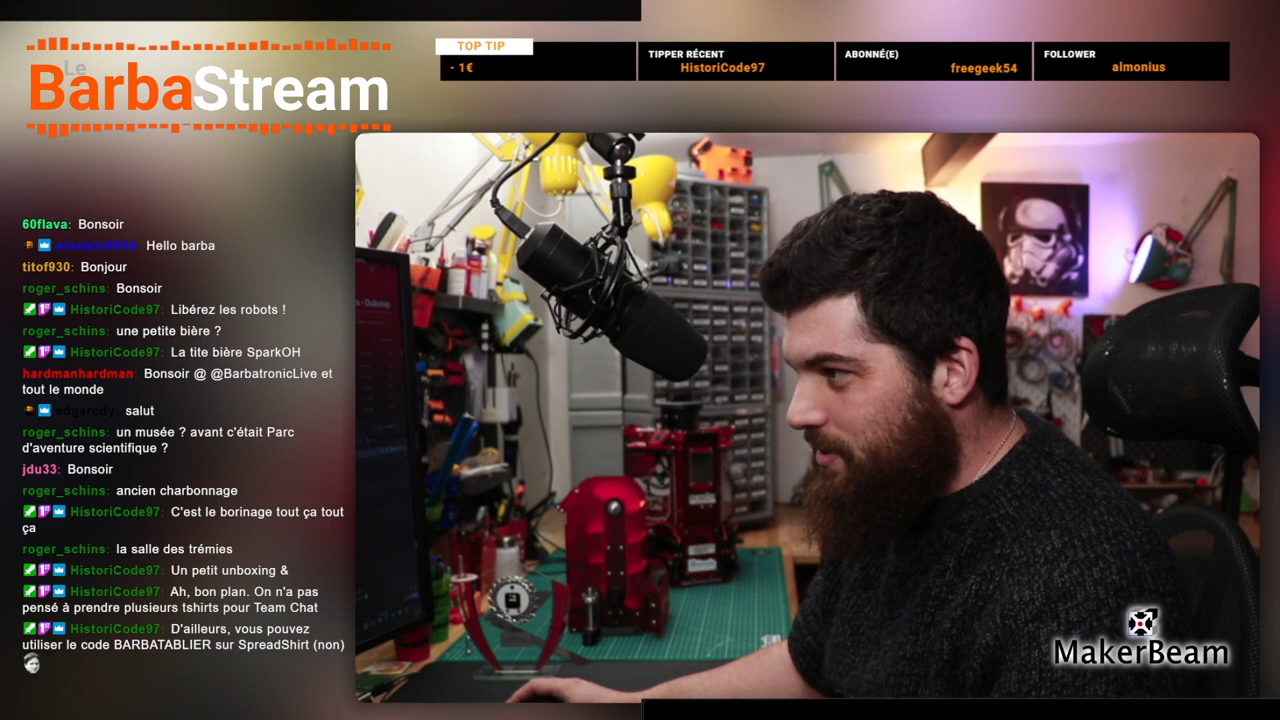 TOP TIP
- 1€
TIPPER RÉCENT
HistoriCode97
ABONNÉ(E)
freegeek54
FOLLOWER
almonius
Le
BarbaStream
60flava: Bonsoir
Hello barba
titof930: Bonjour
roger_schins: Bonsoir
HistoriCode97: Libérez les robots !
roger_schins: une petite bière ?
HistoriCode97: La tite bière SparkOH
hardmanhardman: Bonsoir @ @BarbatronicLive et
tout le monde
edgarcity: salut
roger_schins: un musée ? avant c'était Parc
d'aventure scientifique ?
jdu33: Bonsoir
roger_schins: ancien charbonnage
HistoriCode97: C'est le borinage tout ça tout
ça
roger_schins: la salle des trémies
HistoriCode97: Un petit unboxing &
HistoriCode97: Ah, bon plan. On n'a pas
pensé à prendre plusieurs tshirts pour Team Chat
HistoriCode97: D'ailleurs, vous pouvez
utiliser le code BARBATABLIER sur SpreadShirt (non)
MakerBeam